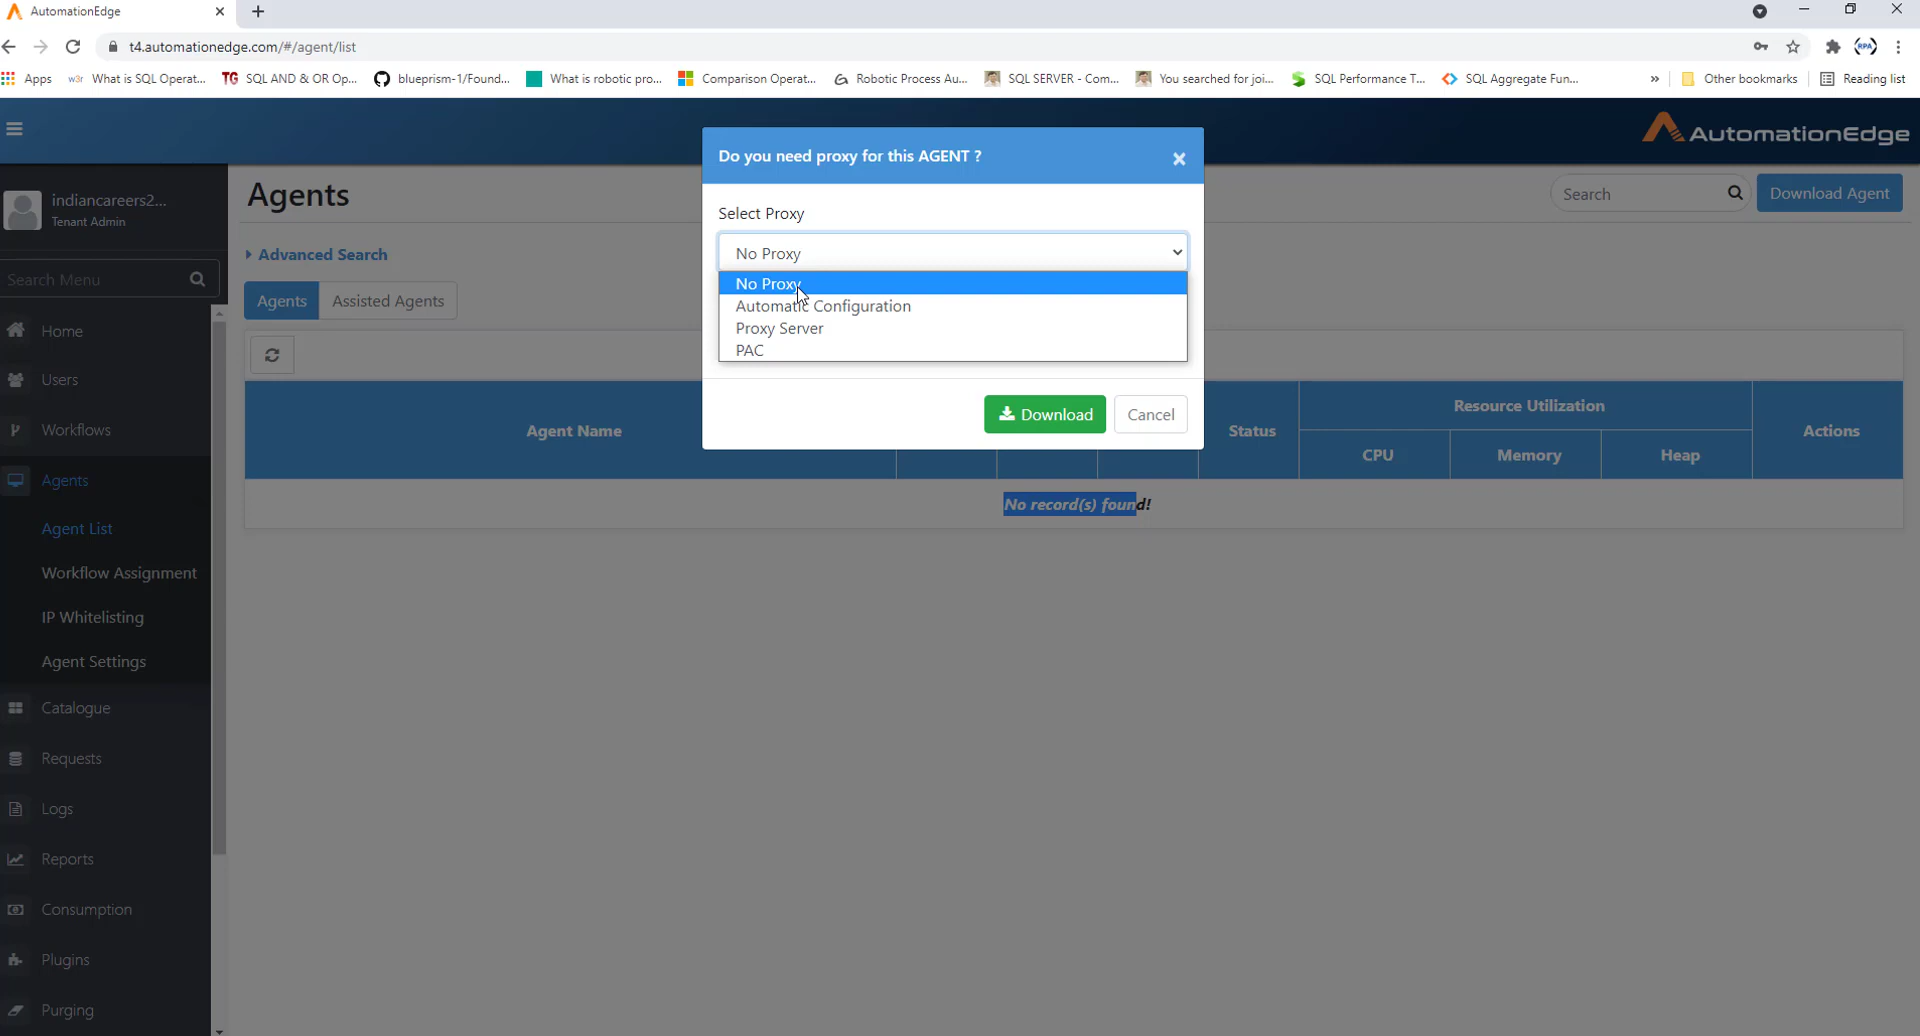 AutomationEdge
t4.automationedge.com/#/agent/list
Apps
w3r What is SQL Operat...
TG SQL AND & OR Op...
blueprism-1/Found...
What is robotic pro...
Comparison Operat...
Robotic Process Au...
SQL SERVER - Com...
You searched for joi...
SQL Performance T...
SQL Aggregate Fun...
»
Other bookmarks
Reading list
(RPA)
AutomationEdge
Do you need proxy for this AGENT ?
Select Proxy
No Proxy
No Proxy
Automatic Configuration
Proxy Server
PAC
Download
Cancel
indiancareers2...
Tenant Admin
Search Menu
Home
Users
Workflows
Agents
Agent List
Workflow Assignment
IP Whitelisting
Agent Settings
Catalogue
Requests
Logs
Reports
Consumption
Plugins
Purging
Agents
Search
Download Agent
Advanced Search
Agents
Assisted Agents
Agent Name
Status
Resource Utilization
CPU
Memory
Heap
Actions
No record(s) found!